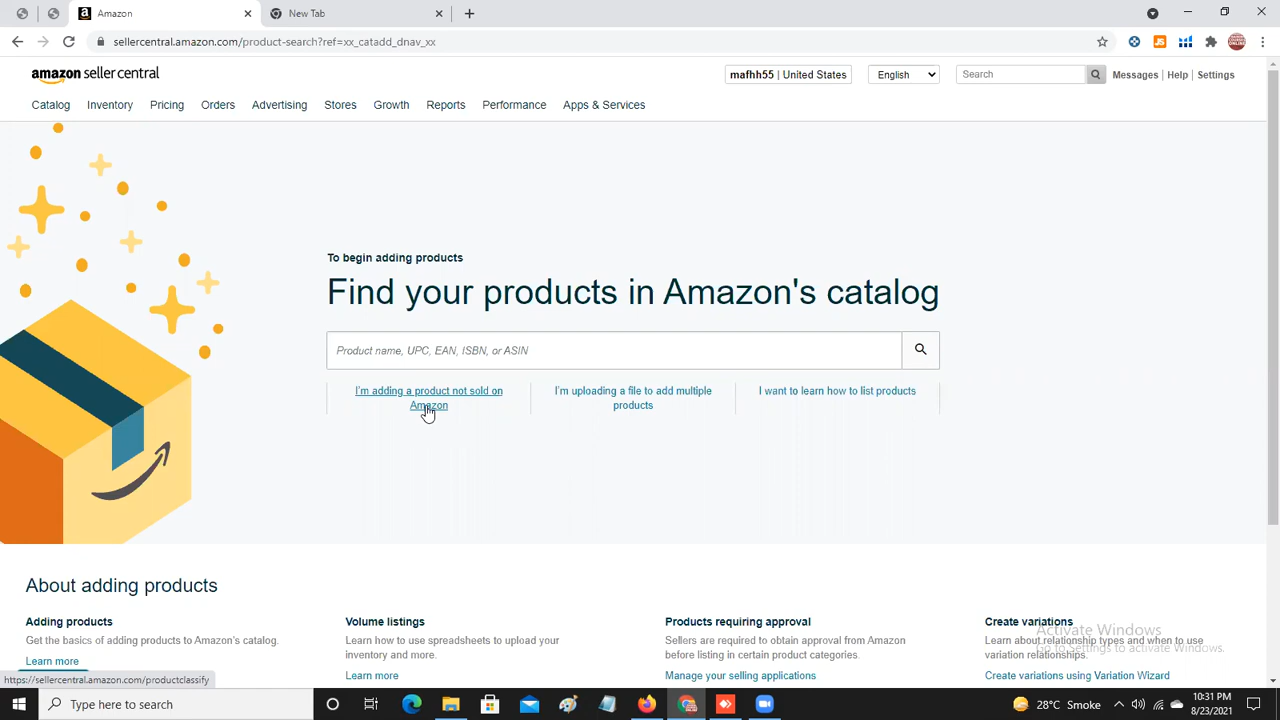 Amazon
New Tab
sellercentral.amazon.com/product-search?ref=xx_catadd_dnav_xx
amazon seller central
mafhh55 | United States
English
Search
Messages | Help | Settings
Catalog Inventory Pricing Orders Advertising Stores Growth Reports Performance Apps & Services
To begin adding products
Find your products in Amazon's catalog
Product name, UPC, EAN, ISBN, or ASIN
I'm adding a product not sold on
Amazon
I'm uploading a file to add multiple
products
I want to learn how to list products
About adding products
Adding products
Get the basics of adding products to Amazon's catalog.
Learn more
Volume listings
Learn how to use spreadsheets to upload your
inventory and more.
Learn more
Products requiring approval
Sellers are required to obtain approval from Amazon
before listing in certain product categories.
Manage your selling applications
Create variations
Learn about relationship types and when to use
variation relationships.
Create variations using Variation Wizard
Activate Windows
Go to Settings to activate Windows.
https://sellercentral.amazon.com/productclassify
Type here to search
28°C Smoke
10:31 PM
8/23/2021